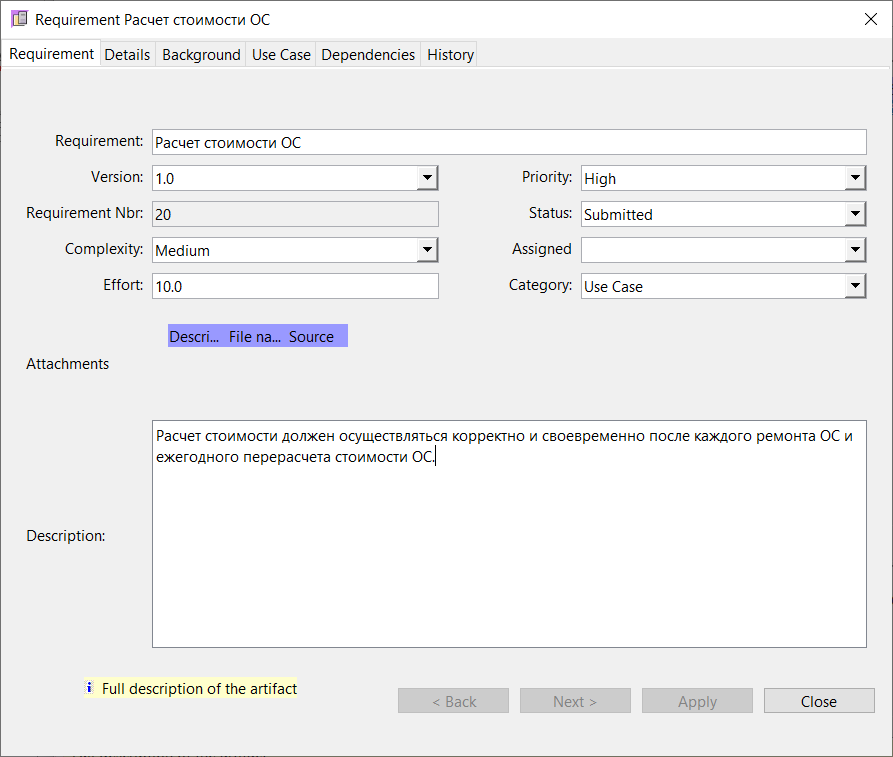 Requirement Расчет стоимости ОС
Requirement Details Background Use Case Dependencies History
Requirement: Расчет стоимости ОС
Version: 1.0 Priority: High
Requirement Nbr: 20 Status: Submitted
Complexity: Medium Assigned
Effort: 10.0 Category: Use Case
Descri... File na... Source
Attachments
Расчет стоимости должен осуществляться корректно и своевременно после каждого ремонта ОС и
ежегодного перерасчета стоимости ОС.
Description:
Full description of the artifact
< Back Next > Apply Close